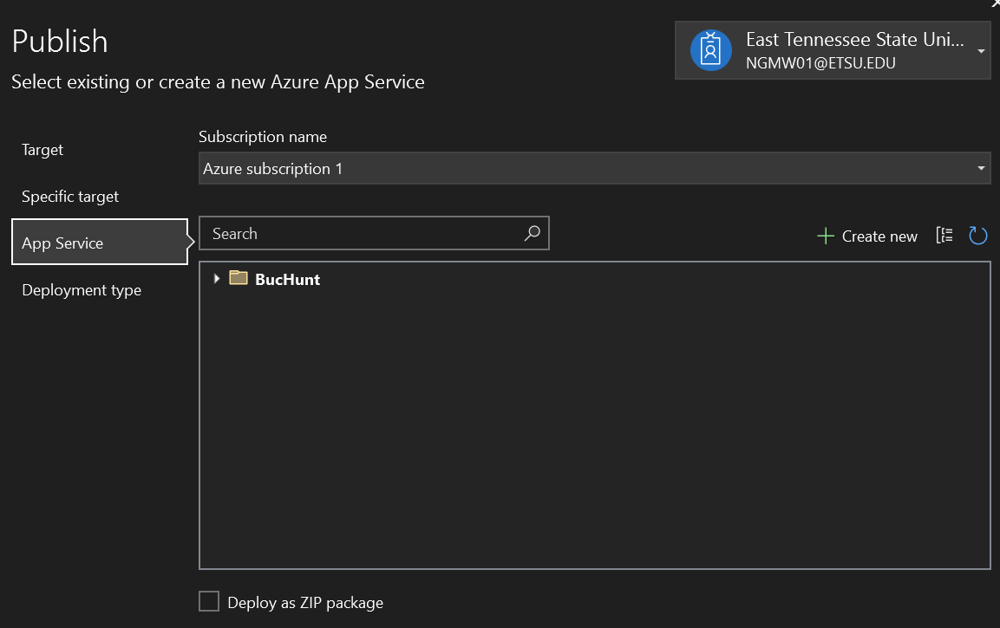 Publish
Select existing or create a new Azure App Service
East Tennessee State Uni...
NGMW01@ETSU.EDU
Target
Specific target
App Service
Deployment type
Subscription name
Azure subscription 1
Search
Create new
BucHunt
Deploy as ZIP package